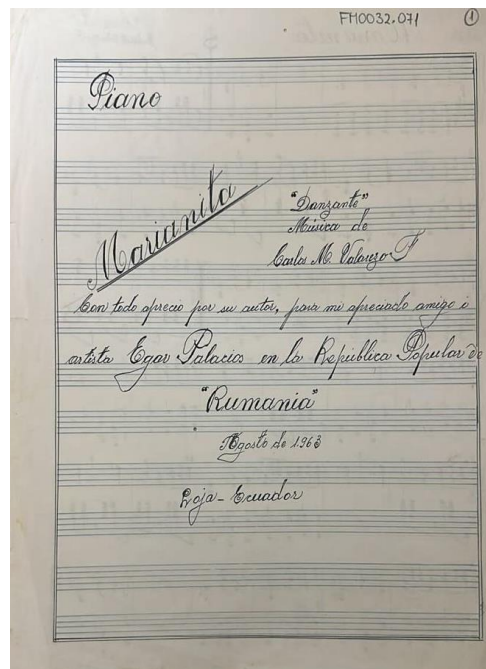 FM0032.071 1
Piano
Marianita
"Danzante"
Música de
Carlos M. Valarezo F
Con todo aprecio por su autor, para mi apreciado amigo i
artista Egar Palacios en la República Popular de
"Rumania"
Agosto de 1963
Loja - Ecuador